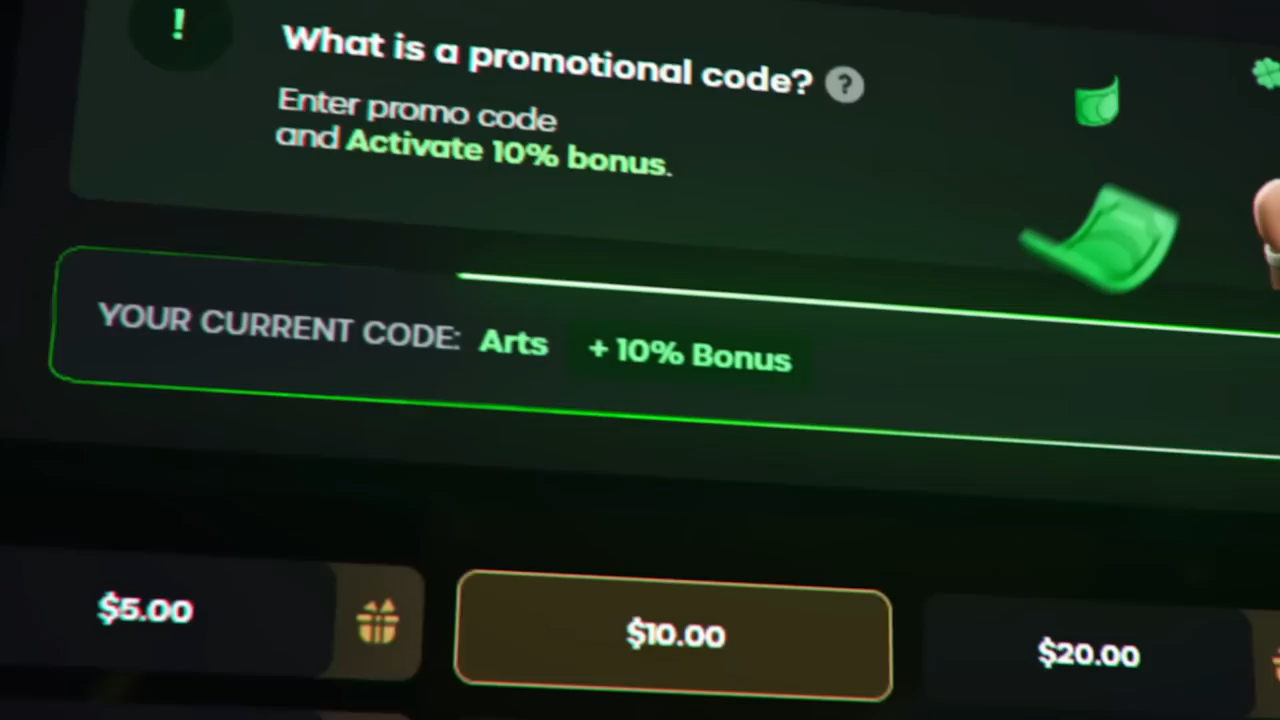 !
What is a promotional code? ?
Enter promo code
and Activate 10% bonus.
YOUR CURRENT CODE: Arts + 10% Bonus
$5.00
$10.00
$20.00